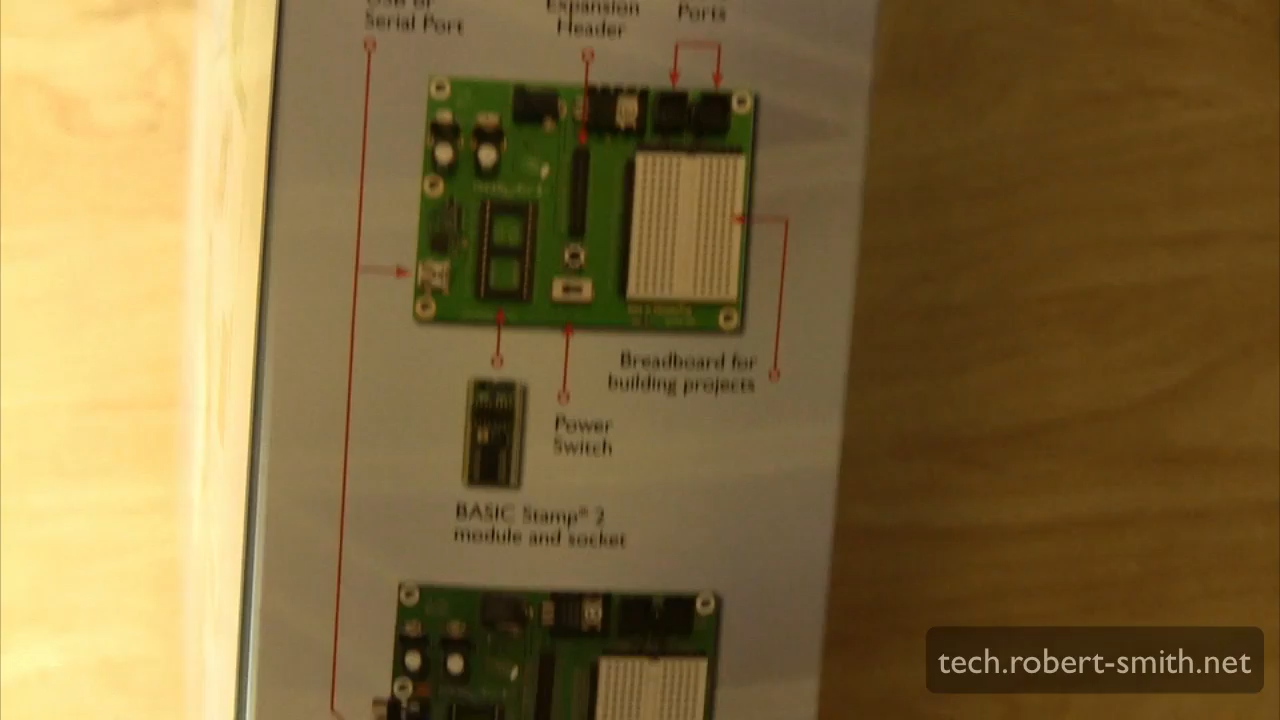 Serial Port
Expansion
Header
Ports
Breadboard for
building projects
Power
Switch
BASIC Stamp® 2
module and socket
tech.robert-smith.net